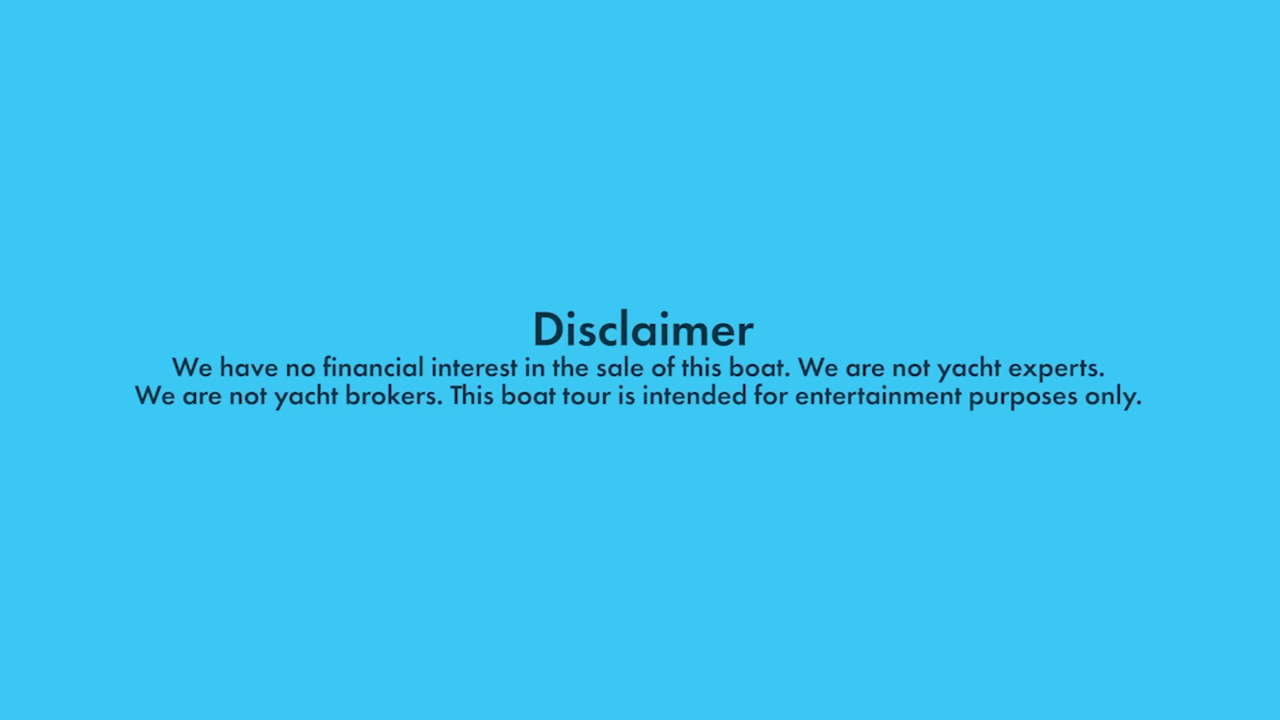 Disclaimer
We have no financial interest in the sale of this boat. We are not yacht experts.
We are not yacht brokers. This boat tour is intended for entertainment purposes only.